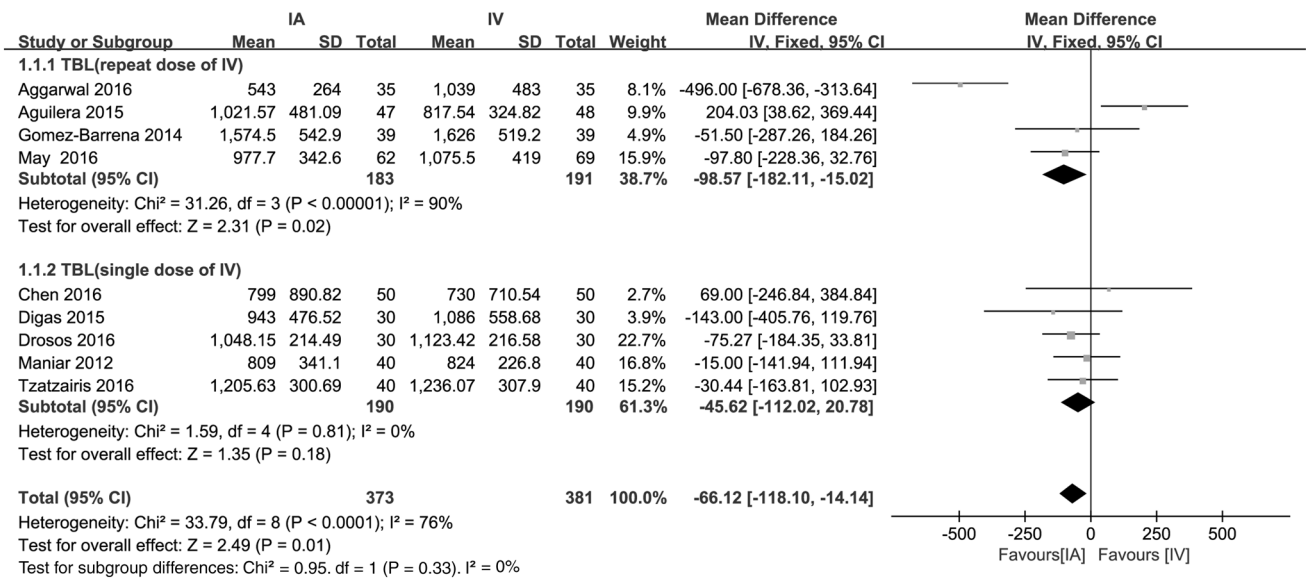 IA IV Mean Difference Mean Difference
Study or Subgroup Mean SD Total Mean SD Total Weight IV, Fixed, 95% CI IV, Fixed, 95% CI
1.1.1 TBL(repeat dose of IV)
Aggarwal 2016 543 264 35 1,039 483 35 8.1% -496.00 [-678.36, -313.64]
Aguilera 2015 1,021.57 481.09 47 817.54 324.82 48 9.9% 204.03 [38.62, 369.44]
Gomez-Barrena 2014 1,574.5 542.9 39 1,626 519.2 39 4.9% -51.50 [-287.26, 184.26]
May 2016 977.7 342.6 62 1,075.5 419 69 15.9% -97.80 [-228.36, 32.76]
Subtotal (95% CI) 183 191 38.7% -98.57 [-182.11, -15.02]
Heterogeneity: Chi² = 31.26, df = 3 (P < 0.00001); I² = 90%
Test for overall effect: Z = 2.31 (P = 0.02)
1.1.2 TBL(single dose of IV)
Chen 2016 799 890.82 50 730 710.54 50 2.7% 69.00 [-246.84, 384.84]
Digas 2015 943 476.52 30 1,086 558.68 30 3.9% -143.00 [-405.76, 119.76]
Drosos 2016 1,048.15 214.49 30 1,123.42 216.58 30 22.7% -75.27 [-184.35, 33.81]
Maniar 2012 809 341.1 40 824 226.8 40 16.8% -15.00 [-141.94, 111.94]
Tzatzairis 2016 1,205.63 300.69 40 1,236.07 307.9 40 15.2% -30.44 [-163.81, 102.93]
Subtotal (95% CI) 190 190 61.3% -45.62 [-112.02, 20.78]
Heterogeneity: Chi² = 1.59, df = 4 (P = 0.81); I² = 0%
Test for overall effect: Z = 1.35 (P = 0.18)
Total (95% CI) 373 381 100.0% -66.12 [-118.10, -14.14]
Heterogeneity: Chi² = 33.79, df = 8 (P < 0.0001); I² = 76%
Test for overall effect: Z = 2.49 (P = 0.01)
Test for subgroup differences: Chi² = 0.95. df = 1 (P = 0.33). I² = 0%
-500 -250 0 250 500
Favours[IA] Favours [IV]